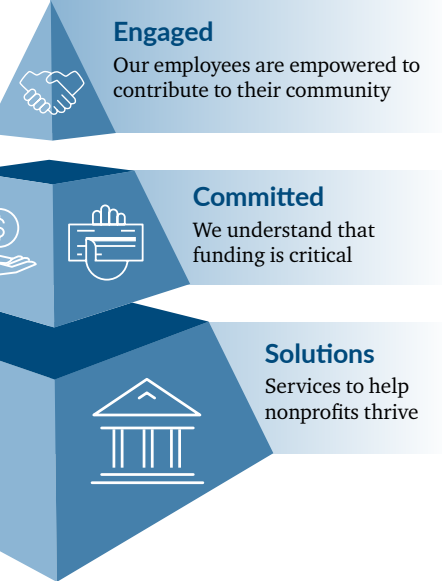 Engaged
Our employees are empowered to
contribute to their community
$
Committed
We understand that
funding is critical
Solutions
Services to help
nonprofits thrive